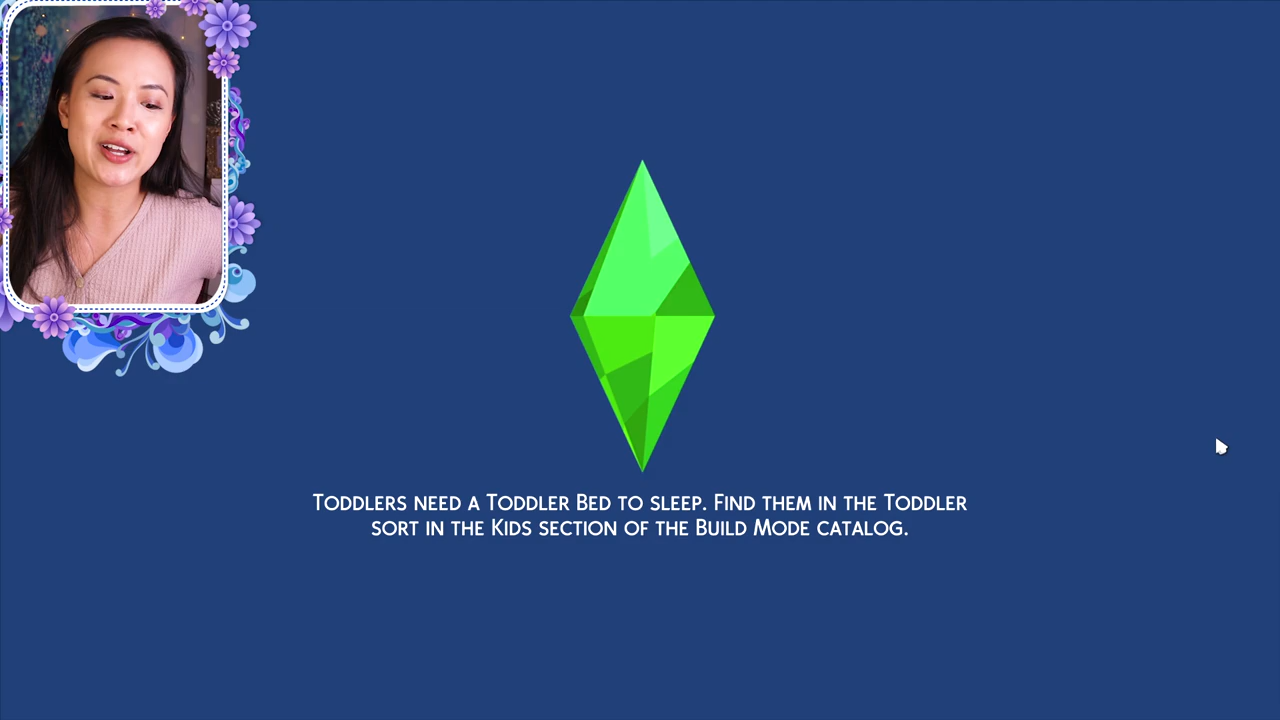 Toddlers need a Toddler Bed to sleep. Find them in the Toddler
sort in the Kids section of the Build Mode catalog.